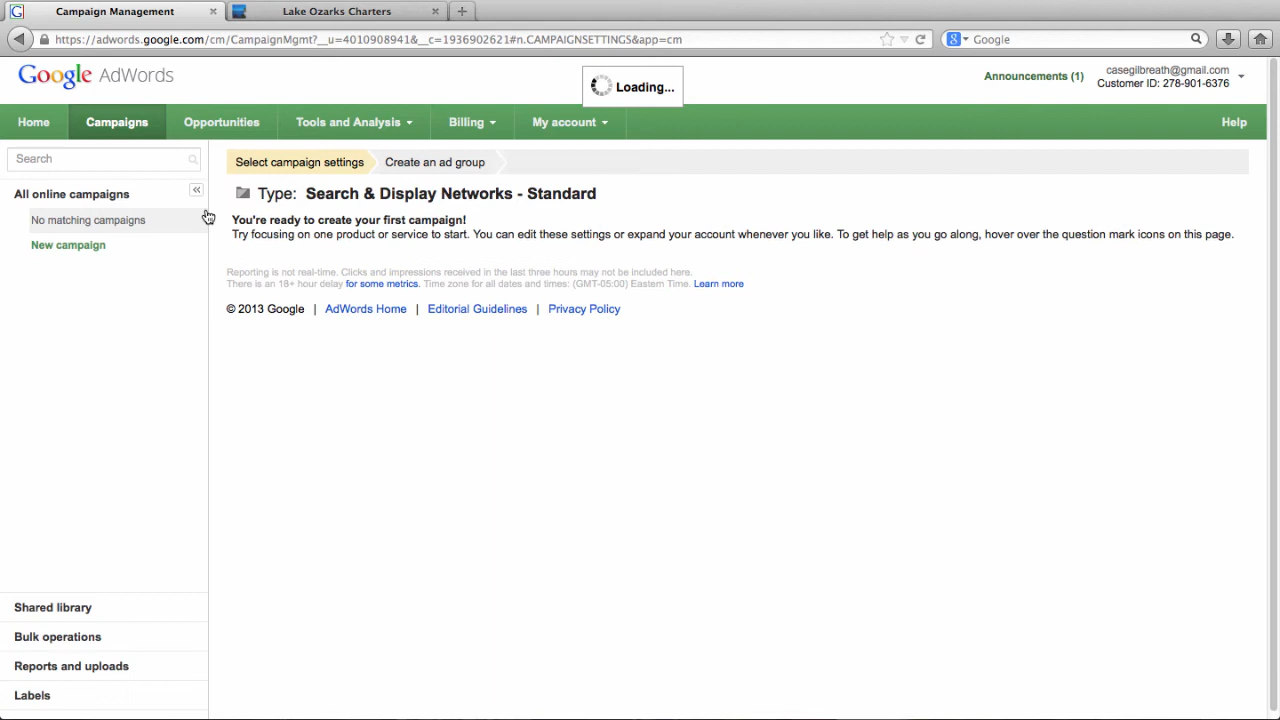 Campaign Management
Lake Ozarks Charters
https://adwords.google.com/cm/CampaignMgmt?__u=4010908941&__c=1936902621#n.CAMPAIGNSETTINGS&app=cm
Google
Google AdWords
Loading...
Announcements (1)
casegilbreath@gmail.com
Customer ID: 278-901-6376
Home
Campaigns
Opportunities
Tools and Analysis
Billing
My account
Help
Search
Select campaign settings
Create an ad group
All online campaigns
Type: Search & Display Networks - Standard
No matching campaigns
You're ready to create your first campaign!
Try focusing on one product or service to start. You can edit these settings or expand your account whenever you like. To get help as you go along, hover over the question mark icons on this page.
New campaign
Reporting is not real-time. Clicks and impressions received in the last three hours may not be included here.
There is an 18+ hour delay for some metrics. Time zone for all dates and times: (GMT-05:00) Eastern Time. Learn more
© 2013 Google | AdWords Home | Editorial Guidelines | Privacy Policy
Shared library
Bulk operations
Reports and uploads
Labels